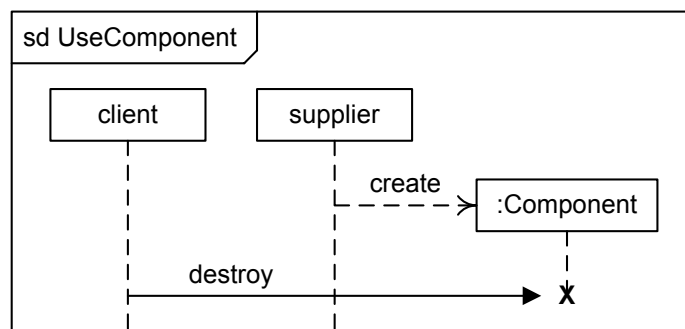 sd UseComponent
client
supplier
create
:Component
destroy
X